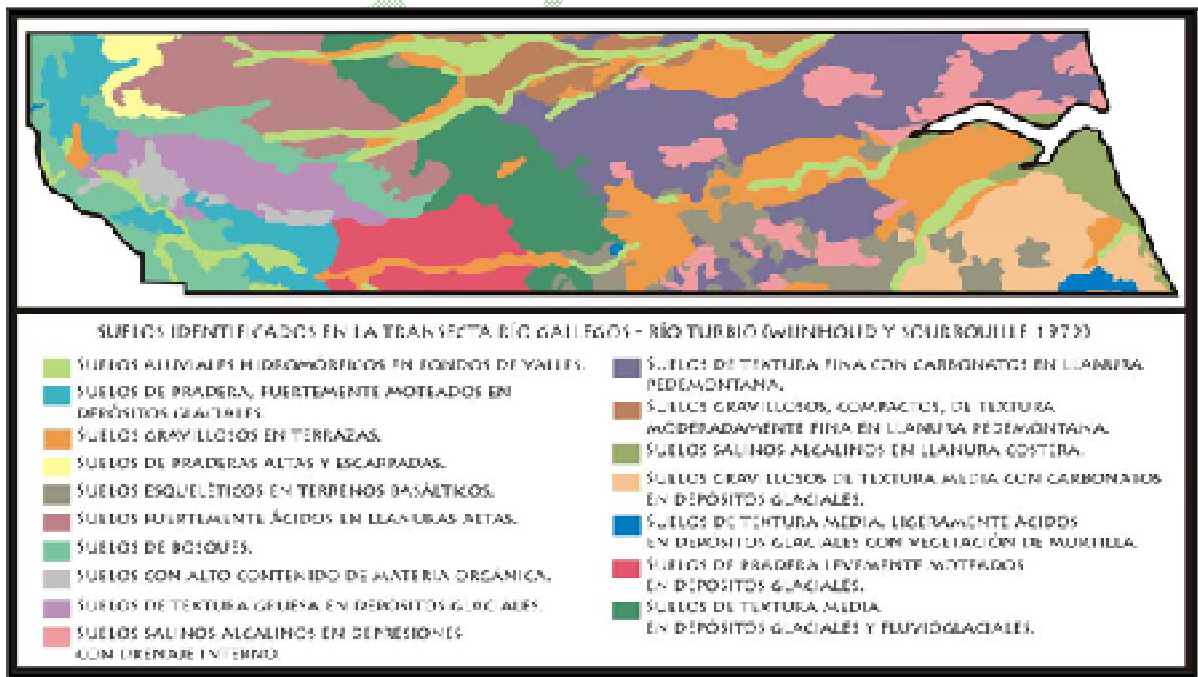 SUELOS IDENTIFICADOS EN LA TRANSECTA RÍO GALLEGOS - RÍO TURBIO (WIJNHOUD Y SOURROUILLE 1972)
SUELOS ALUVIALES HIDROMÓRFICOS EN FONDOS DE VALLES.
SUELOS DE PRADERA, FUERTEMENTE MOTEADOS EN
DEPÓSITOS GLACIALES.
SUELOS GRAVILLOSOS EN TERRAZAS.
SUELOS DE PRADERAS ALTAS Y ESCARPADAS.
SUELOS ESQUELÉTICOS EN TERRENOS BASÁLTICOS.
SUELOS FUERTEMENTE ÁCIDOS EN LLANURAS ALTAS.
SUELOS DE BOSQUES.
SUELOS CON ALTO CONTENIDO DE MATERIA ORGÁNICA.
SUELOS DE TEXTURA GRUESA EN DEPÓSITOS GLACIALES.
SUELOS SALINOS ALCALINOS EN DEPRESIONES
CON DRENAJE INTERNO.
SUELOS DE TEXTURA FINA CON CARBONATOS EN LLANURA
PEDEMONTANA.
SUELOS GRAVILLOSOS, COMPACTOS, DE TEXTURA
MODERADAMENTE FINA EN LLANURA PEDEMONTANA.
SUELOS SALINOS ALCALINOS EN LLANURA COSTERA.
SUELOS GRAVILLOSOS DE TEXTURA MEDIA CON CARBONATOS
EN DEPÓSITOS GLACIALES.
SUELOS DE TEXTURA MEDIA, LIGERAMENTE ÁCIDOS
EN DEPÓSITOS GLACIALES CON VEGETACIÓN DE MURTILLA.
SUELOS DE PRADERA LEVEMENTE MOTEADOS
EN DEPÓSITOS GLACIALES.
SUELOS DE TEXTURA MEDIA
EN DEPÓSITOS GLACIALES Y FLUVIOGLACIALES.